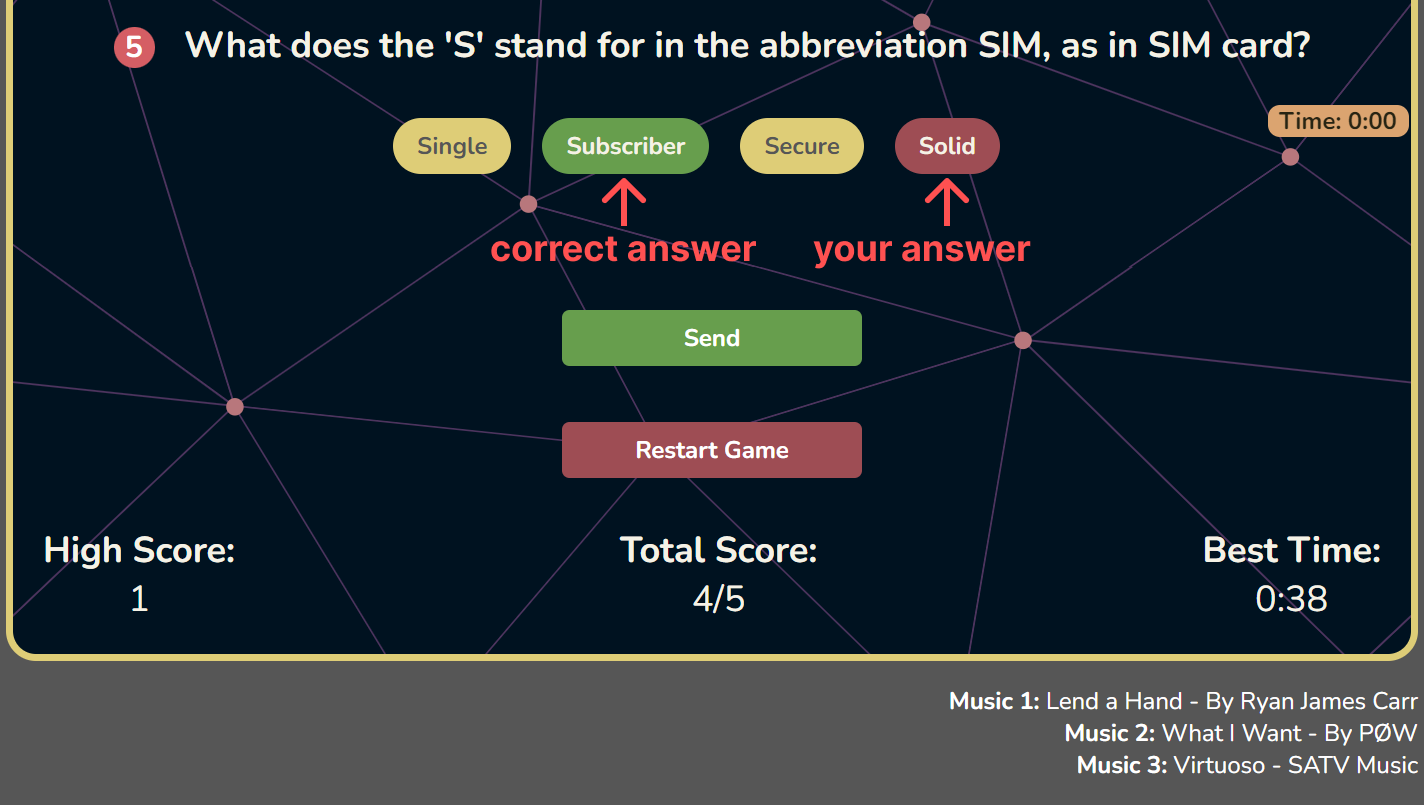 5 What does the 'S' stand for in the abbreviation SIM, as in SIM card?
Time: 0:00
Single Subscriber Secure Solid
correct answer your answer
Send
Restart Game
High Score: Total Score: Best Time:
1 4/5 0:38
Music 1: Lend a Hand - By Ryan James Carr
Music 2: What I Want - By PØW
Music 3: Virtuoso - SATV Music